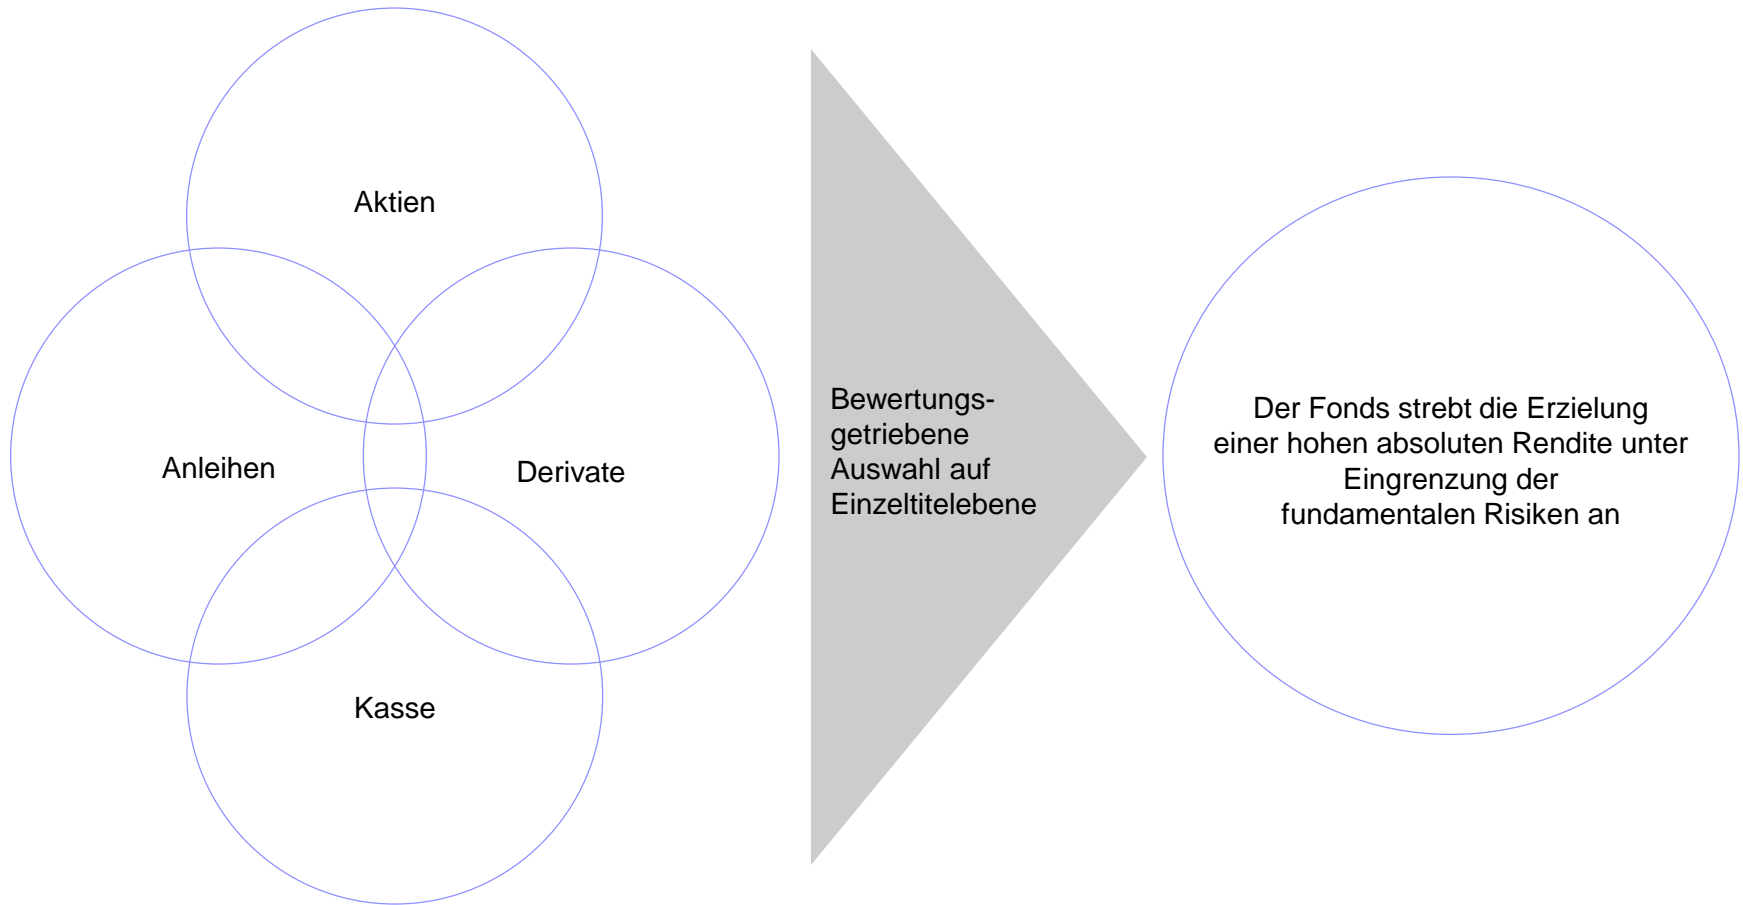 Aktien
Anleihen
Derivate
Kasse
Bewertungs-
getriebene
Auswahl auf
Einzeltitelebene
Der Fonds strebt die Erzielung
einer hohen absoluten Rendite unter
Eingrenzung der
fundamentalen Risiken an